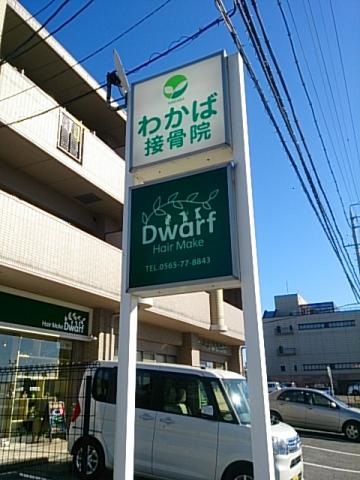 わかば
接骨院
Dwarf
Hair Make
TEL.0565-77-8843
Hair Make Dwarf